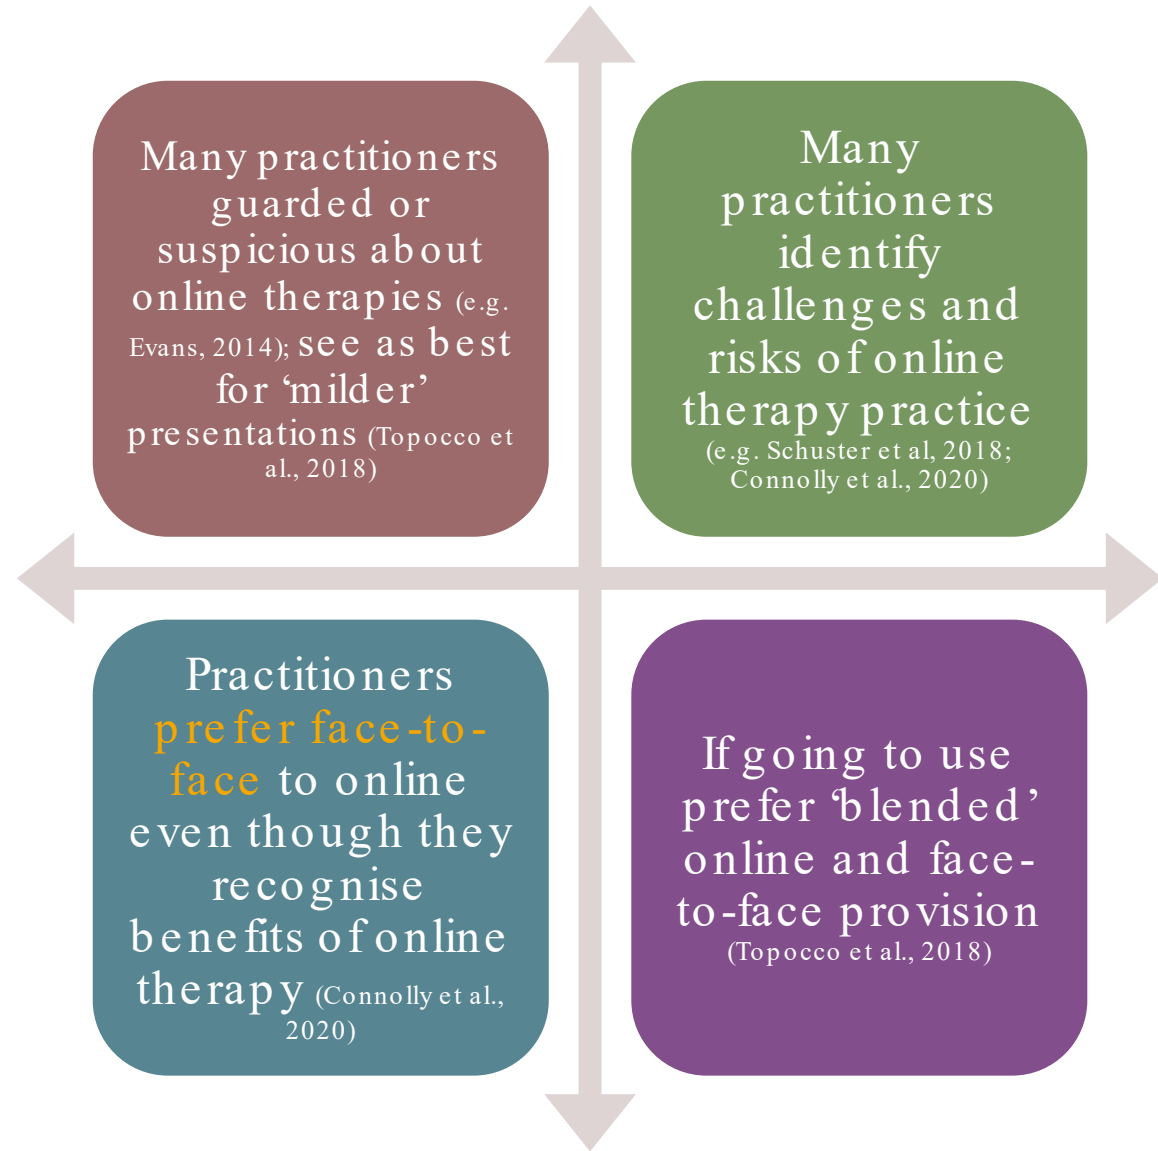 Many practitioners
guarded or
suspicious about
online therapies (e.g.
Evans, 2014); see as best
for ‘milder’
presentations (Topocco et
al., 2018)
Many
practitioners
identify
challenges and
risks of online
therapy practice
(e.g. Schuster et al, 2018;
Connolly et al., 2020)
Practitioners
prefer face-to-
face to online
even though they
recognise
benefits of online
therapy (Connolly et al.,
2020)
If going to use
prefer ‘blended’
online and face-
to-face provision
(Topocco et al., 2018)